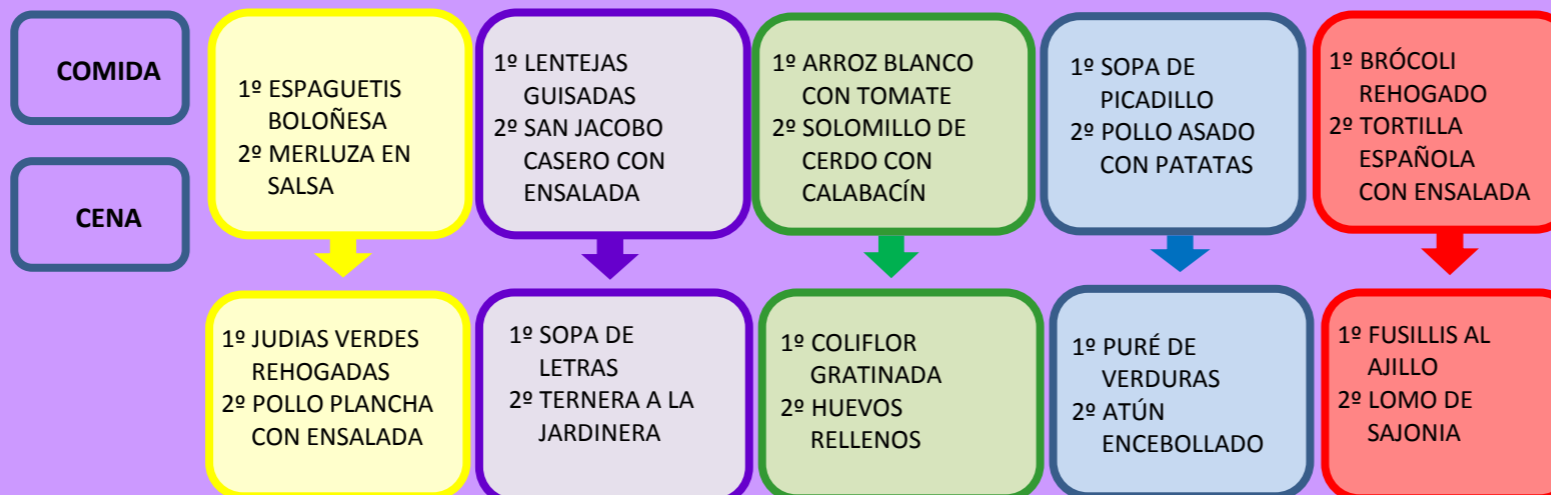 COMIDA
CENA
1º ESPAGUETIS
BOLOÑESA
2º MERLUZA EN
SALSA
1º LENTEJAS
GUISADAS
2º SAN JACOBO
CASERO CON
ENSALADA
1º ARROZ BLANCO
CON TOMATE
2º SOLOMILLO DE
CERDO CON
CALABACÍN
1º SOPA DE
PICADILLO
2º POLLO ASADO
CON PATATAS
1º BRÓCOLI
REHOGADO
2º TORTILLA
ESPAÑOLA
CON ENSALADA
1º JUDIAS VERDES
REHOGADAS
2º POLLO PLANCHA
CON ENSALADA
1º SOPA DE
LETRAS
2º TERNERA A LA
JARDINERA
1º COLIFLOR
GRATINADA
2º HUEVOS
RELLENOS
1º PURÉ DE
VERDURAS
2º ATÚN
ENCEBOLLADO
1º FUSILLIS AL
AJILLO
2º LOMO DE
SAJONIA